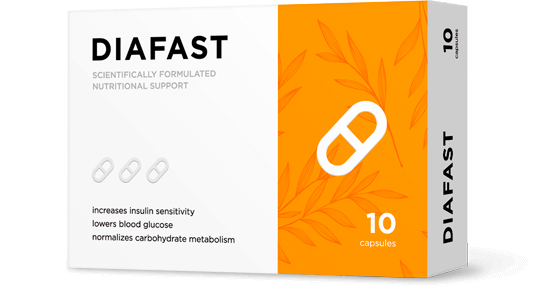 DIAFAST
SCIENTIFICALLY FORMULATED
NUTRITIONAL SUPPORT
increases insulin sensitivity
lowers blood glucose
normalizes carbohydrate metabolism
10
capsules
10
capsules
DIAFAST